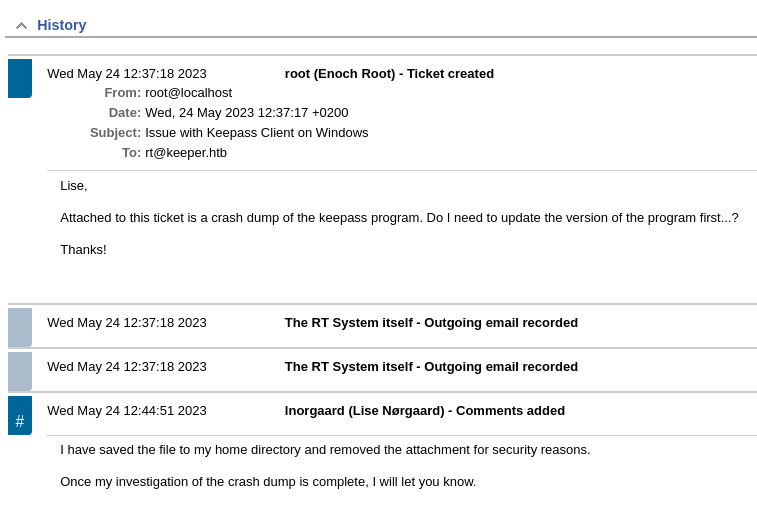 History
Wed May 24 12:37:18 2023 root (Enoch Root) - Ticket created
From: root@localhost
Date: Wed, 24 May 2023 12:37:17 +0200
Subject: Issue with Keepass Client on Windows
To: rt@keeper.htb
Lise,
Attached to this ticket is a crash dump of the keepass program. Do I need to update the version of the program first...?
Thanks!
Wed May 24 12:37:18 2023 The RT System itself - Outgoing email recorded
Wed May 24 12:37:18 2023 The RT System itself - Outgoing email recorded
# Wed May 24 12:44:51 2023 lnorgaard (Lise Nørgaard) - Comments added
I have saved the file to my home directory and removed the attachment for security reasons.
Once my investigation of the crash dump is complete, I will let you know.